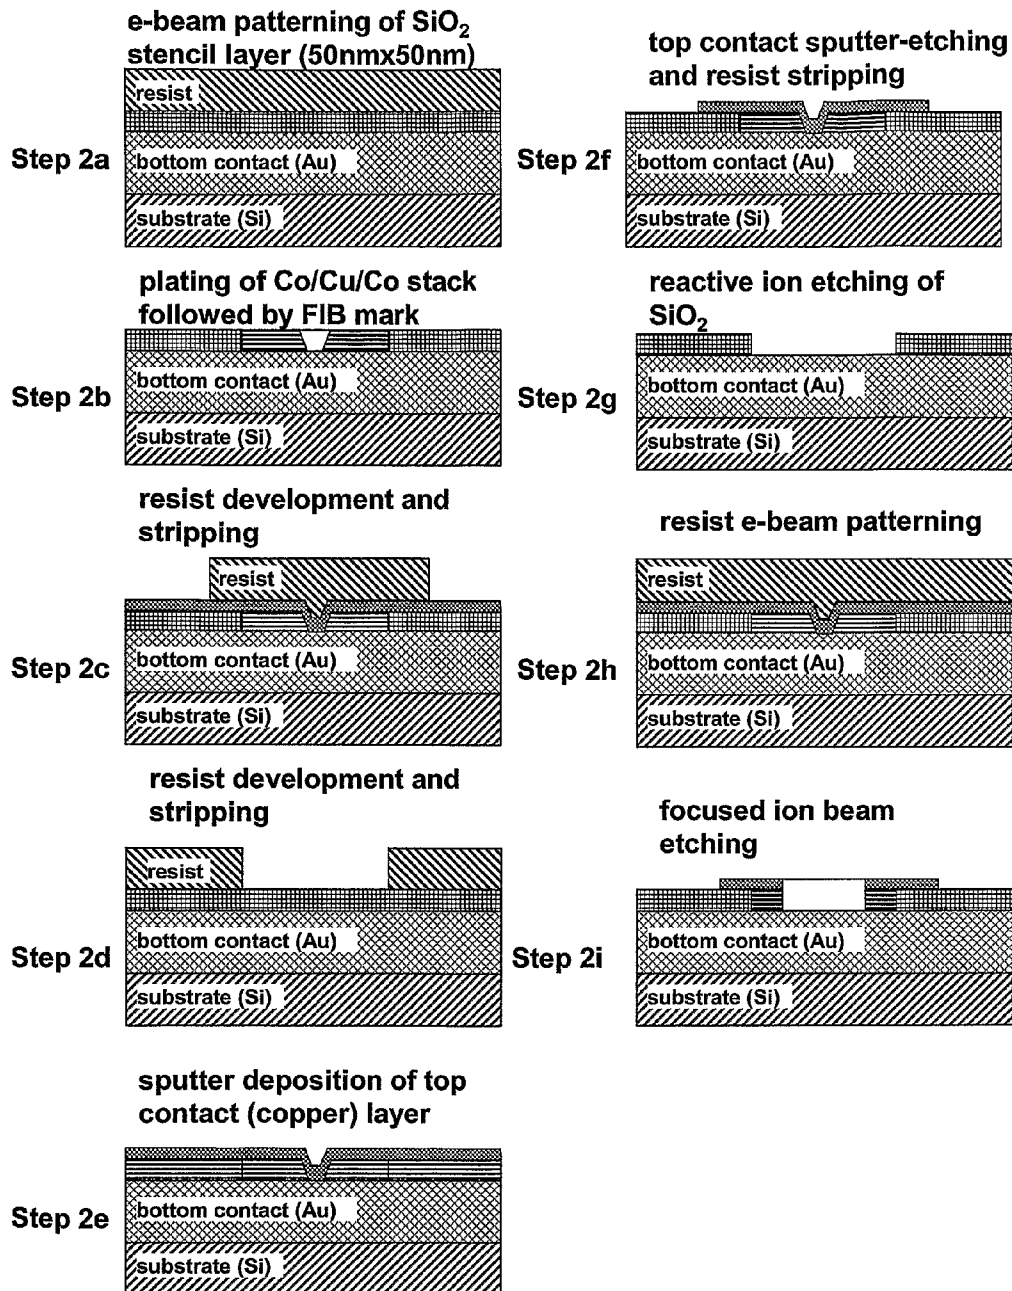 e-beam patterning of SiO₂
stencil layer (50nmx50nm)
resist
Step 2a
bottom contact (Au)
substrate (Si)
plating of Co/Cu/Co stack
followed by FIB mark
Step 2b
bottom contact (Au)
substrate (Si)
resist development and
stripping
resist
Step 2c
bottom contact (Au)
substrate (Si)
resist development and
stripping
resist
Step 2d
bottom contact (Au)
substrate (Si)
sputter deposition of top
contact (copper) layer
Step 2e
bottom contact (Au)
substrate (Si)
top contact sputter-etching
and resist stripping
Step 2f
bottom contact (Au)
substrate (Si)
reactive ion etching of
SiO₂
Step 2g
bottom contact (Au)
substrate (Si)
resist e-beam patterning
resist
Step 2h
bottom contact (Au)
substrate (Si)
focused ion beam
etching
Step 2i
bottom contact (Au)
substrate (Si)